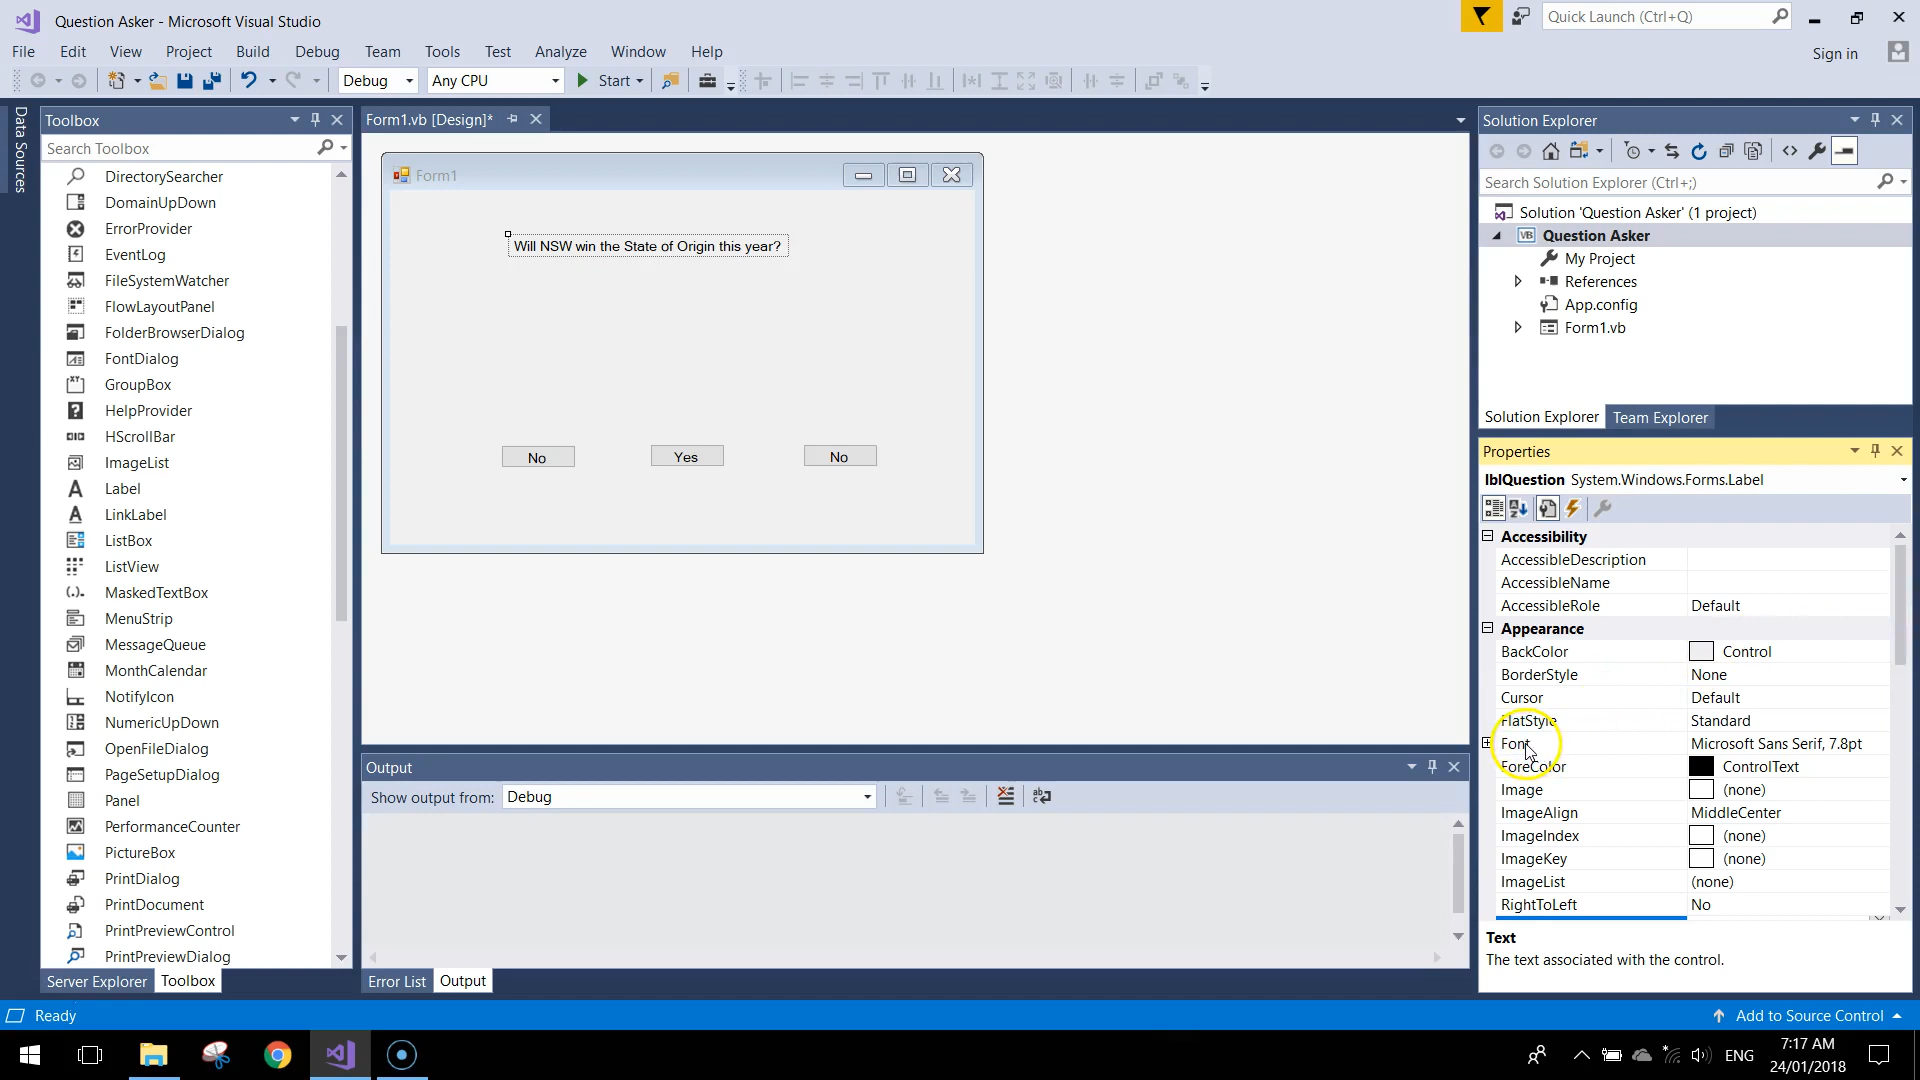 Question Asker - Microsoft Visual Studio
Quick Launch (Ctrl+Q)
File Edit View Project Build Debug Team Tools Test Analyze Window Help
Sign in
Debug Any CPU Start
Data Sources
Toolbox
Search Toolbox
DirectorySearcher
DomainUpDown
ErrorProvider
EventLog
FileSystemWatcher
FlowLayoutPanel
FolderBrowserDialog
FontDialog
GroupBox
HelpProvider
HScrollBar
ImageList
Label
LinkLabel
ListBox
ListView
MaskedTextBox
MenuStrip
MessageQueue
MonthCalendar
NotifyIcon
NumericUpDown
OpenFileDialog
PageSetupDialog
Panel
PerformanceCounter
PictureBox
PrintDialog
PrintDocument
PrintPreviewControl
PrintPreviewDialog
Server Explorer Toolbox
Form1.vb [Design]*
Form1
Will NSW win the State of Origin this year?
No Yes No
Output
Show output from: Debug
Error List Output
Solution Explorer
Search Solution Explorer (Ctrl+;)
Solution 'Question Asker' (1 project)
VB Question Asker
My Project
References
App.config
Form1.vb
Solution Explorer Team Explorer
Properties
lblQuestion System.Windows.Forms.Label
Accessibility
AccessibleDescription
AccessibleName
AccessibleRole Default
Appearance
BackColor Control
BorderStyle None
Cursor Default
FlatStyle Standard
Font Microsoft Sans Serif, 7.8pt
ForeColor ControlText
Image (none)
ImageAlign MiddleCenter
ImageIndex (none)
ImageKey (none)
ImageList (none)
RightToLeft No
Text
The text associated with the control.
Ready
Add to Source Control
ENG
7:17 AM
24/01/2018